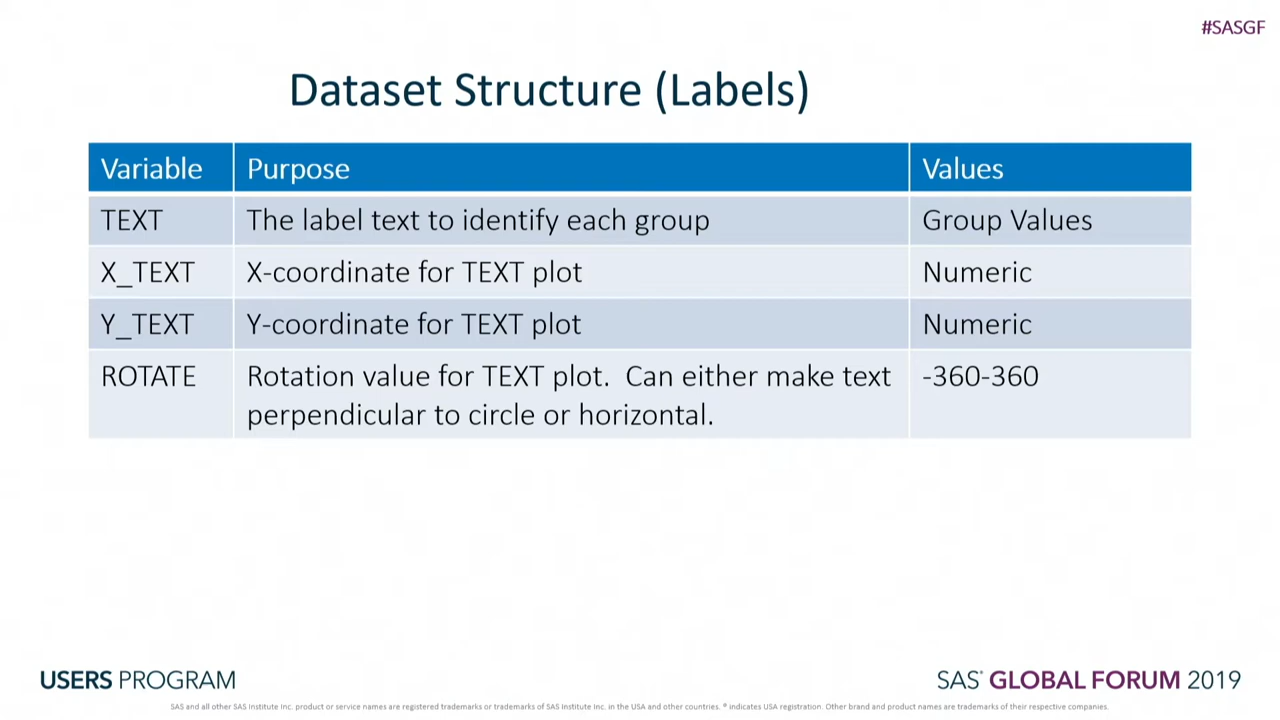 #SASGF
Dataset Structure (Labels)
Variable Purpose Values
TEXT The label text to identify each group Group Values
X_TEXT X-coordinate for TEXT plot Numeric
Y_TEXT Y-coordinate for TEXT plot Numeric
ROTATE Rotation value for TEXT plot.  Can either make text -360-360
perpendicular to circle or horizontal.
USERS PROGRAM
SAS® GLOBAL FORUM 2019
SAS and all other SAS Institute Inc. product or service names are registered trademarks or trademarks of SAS Institute Inc. in the USA and other countries. ® indicates USA registration. Other brand and product names are trademarks of their respective companies.